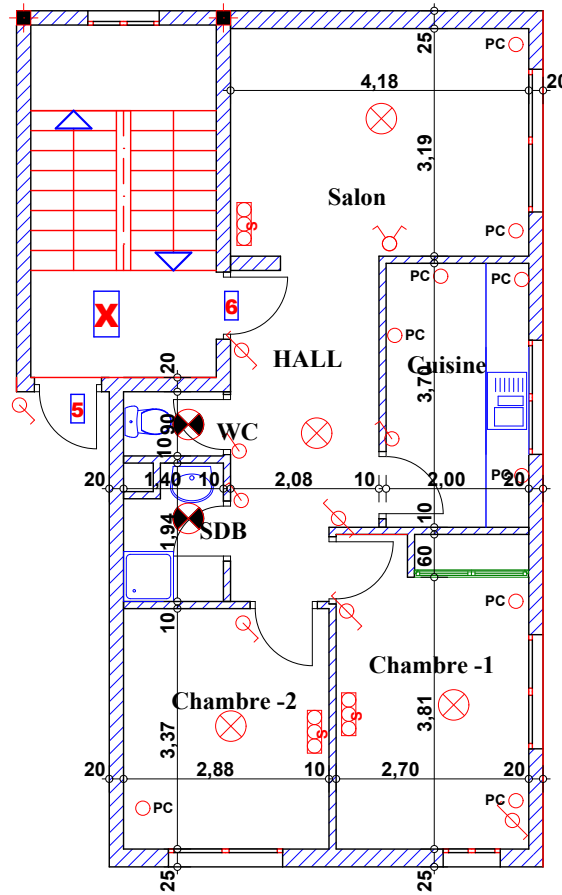 25
PC
4,18
20
3,19
Salon
S
PC
PC
PC
6
X
PC
HALL
Cuisine
20
3,70
5
90
WC
10
PC
20
1,40
10
2,08
10
2,00
20
10
1,94
SDB
60
10
PC
Chambre -1
Chambre -2
S
S
3,81
3,37
20
2,88
10
2,70
20
PC
PC
25
25